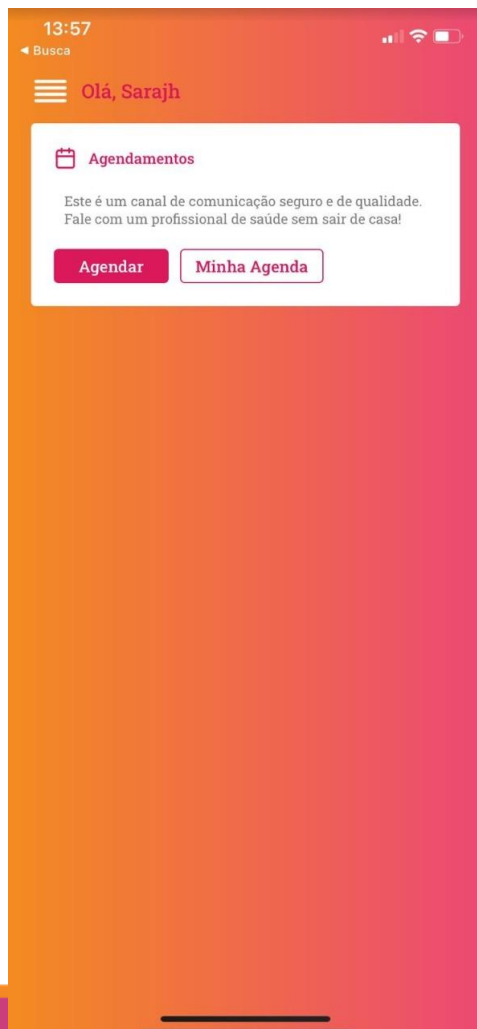 13:57
◀ Busca
Olá, Sarajh
Agendamentos
Este é um canal de comunicação seguro e de qualidade.
Fale com um profissional de saúde sem sair de casa!
Agendar
Minha Agenda